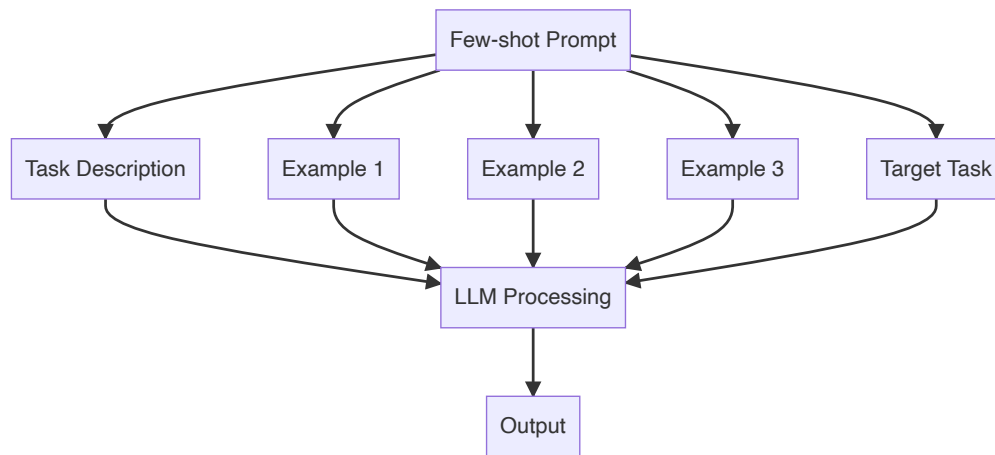 Few-shot Prompt
Task Description
Example 1
Example 2
Example 3
Target Task
LLM Processing
Output